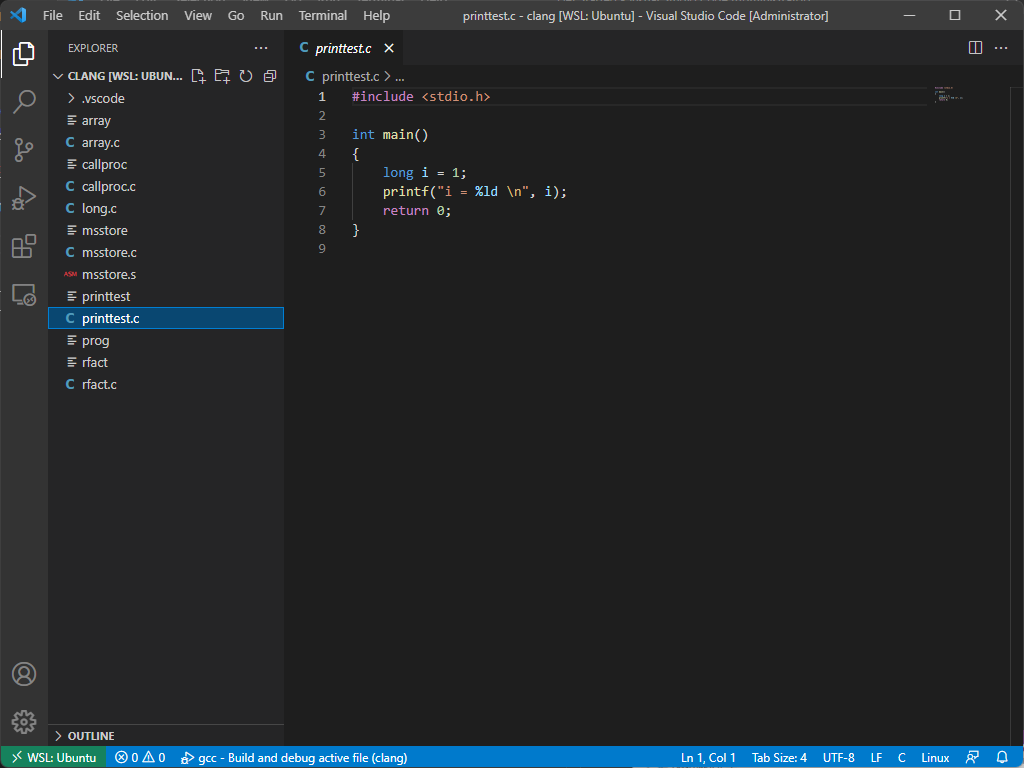 File Edit Selection View Go Run Terminal Help printtest.c - clang [WSL: Ubuntu] - Visual Studio Code [Administrator]
EXPLORER
CLANG [WSL: UBUN...
.vscode
array
C array.c
callproc
C callproc.c
C long.c
msstore
C msstore.c
ASM msstore.s
printtest
C printtest.c
prog
rfact
C rfact.c
OUTLINE
C printtest.c
C printtest.c > ...
1 #include <stdio.h>
2
3 int main()
4 {
5 long i = 1;
6 printf("i = %ld \n", i);
7 return 0;
8 }
9
WSL: Ubuntu 0 0 gcc - Build and debug active file (clang) Ln 1, Col 1 Tab Size: 4 UTF-8 LF C Linux